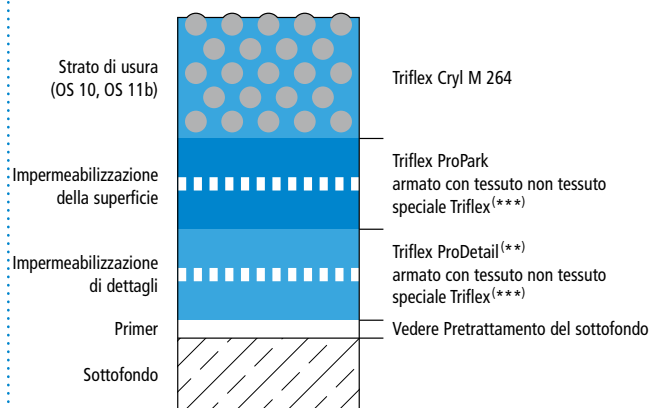 Strato di usura
(OS 10, OS 11b)
Triflex Cryl M 264
Impermeabilizzazione
della superficie
Triflex ProPark
armato con tessuto non tessuto
speciale Triflex(***)
Impermeabilizzazione
di dettagli
Triflex ProDetail(**)
armato con tessuto non tessuto
speciale Triflex(***)
Primer
Vedere Pretrattamento del sottofondo
Sottofondo